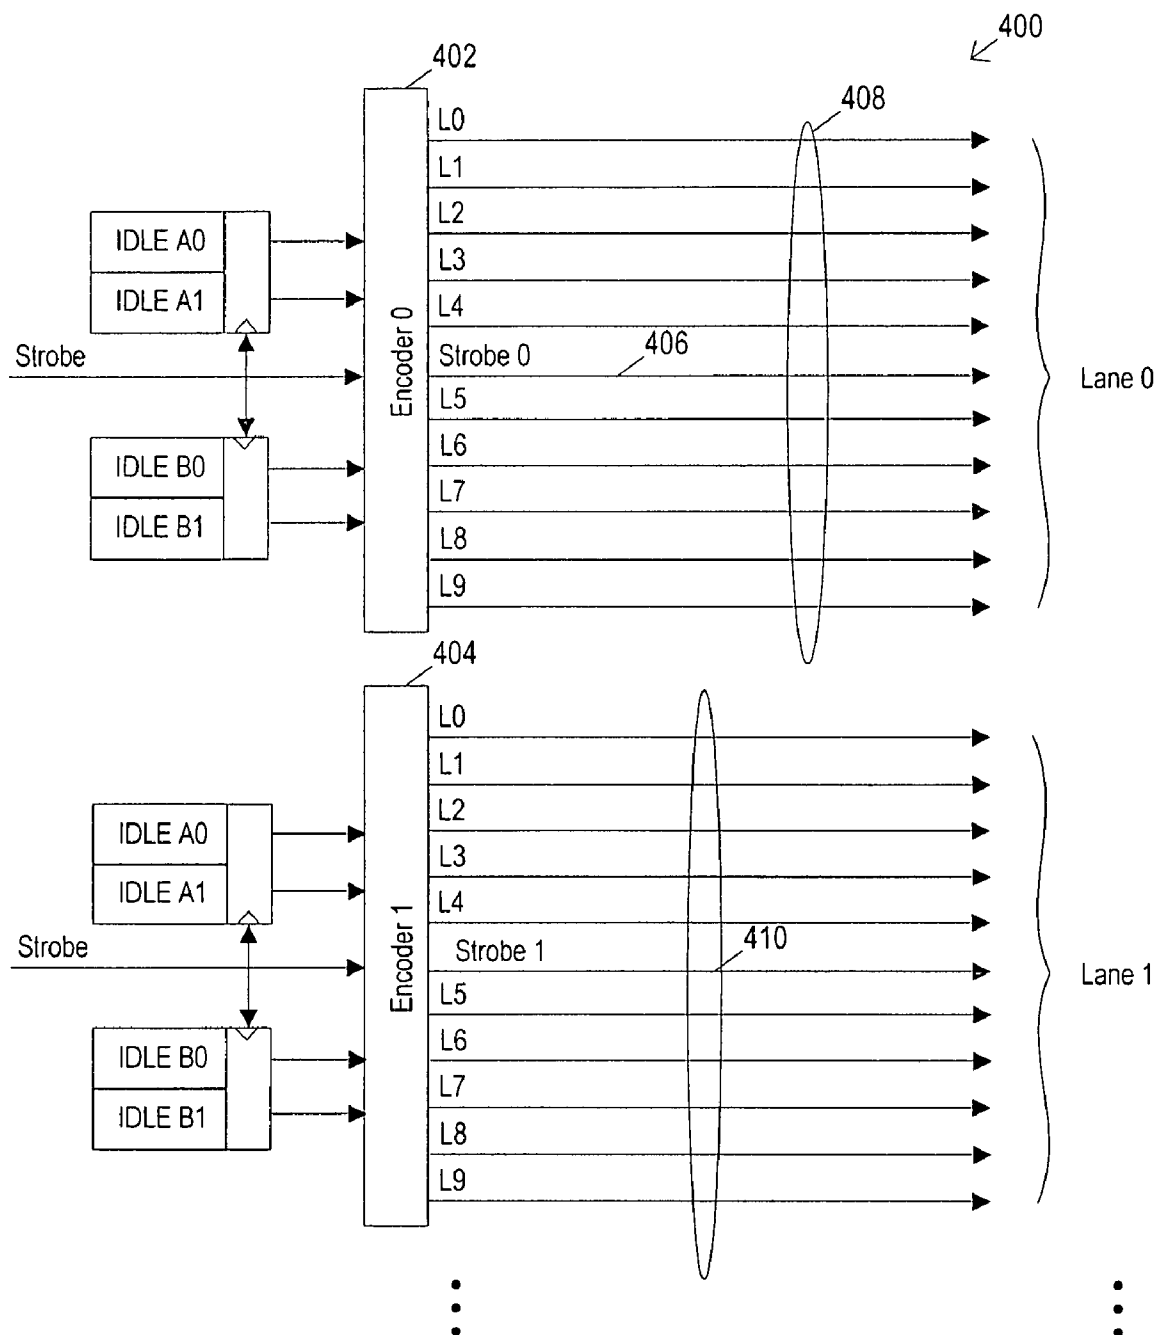 400
402
408
L0
L1
L2
L3
L4
IDLE A0
IDLE A1
Strobe
Strobe 0
406
Encoder 0
Lane 0
L5
L6
L7
L8
L9
IDLE B0
IDLE B1
404
L0
L1
L2
L3
L4
IDLE A0
IDLE A1
Strobe
Strobe 1
410
Encoder 1
Lane 1
L5
L6
L7
L8
L9
IDLE B0
IDLE B1